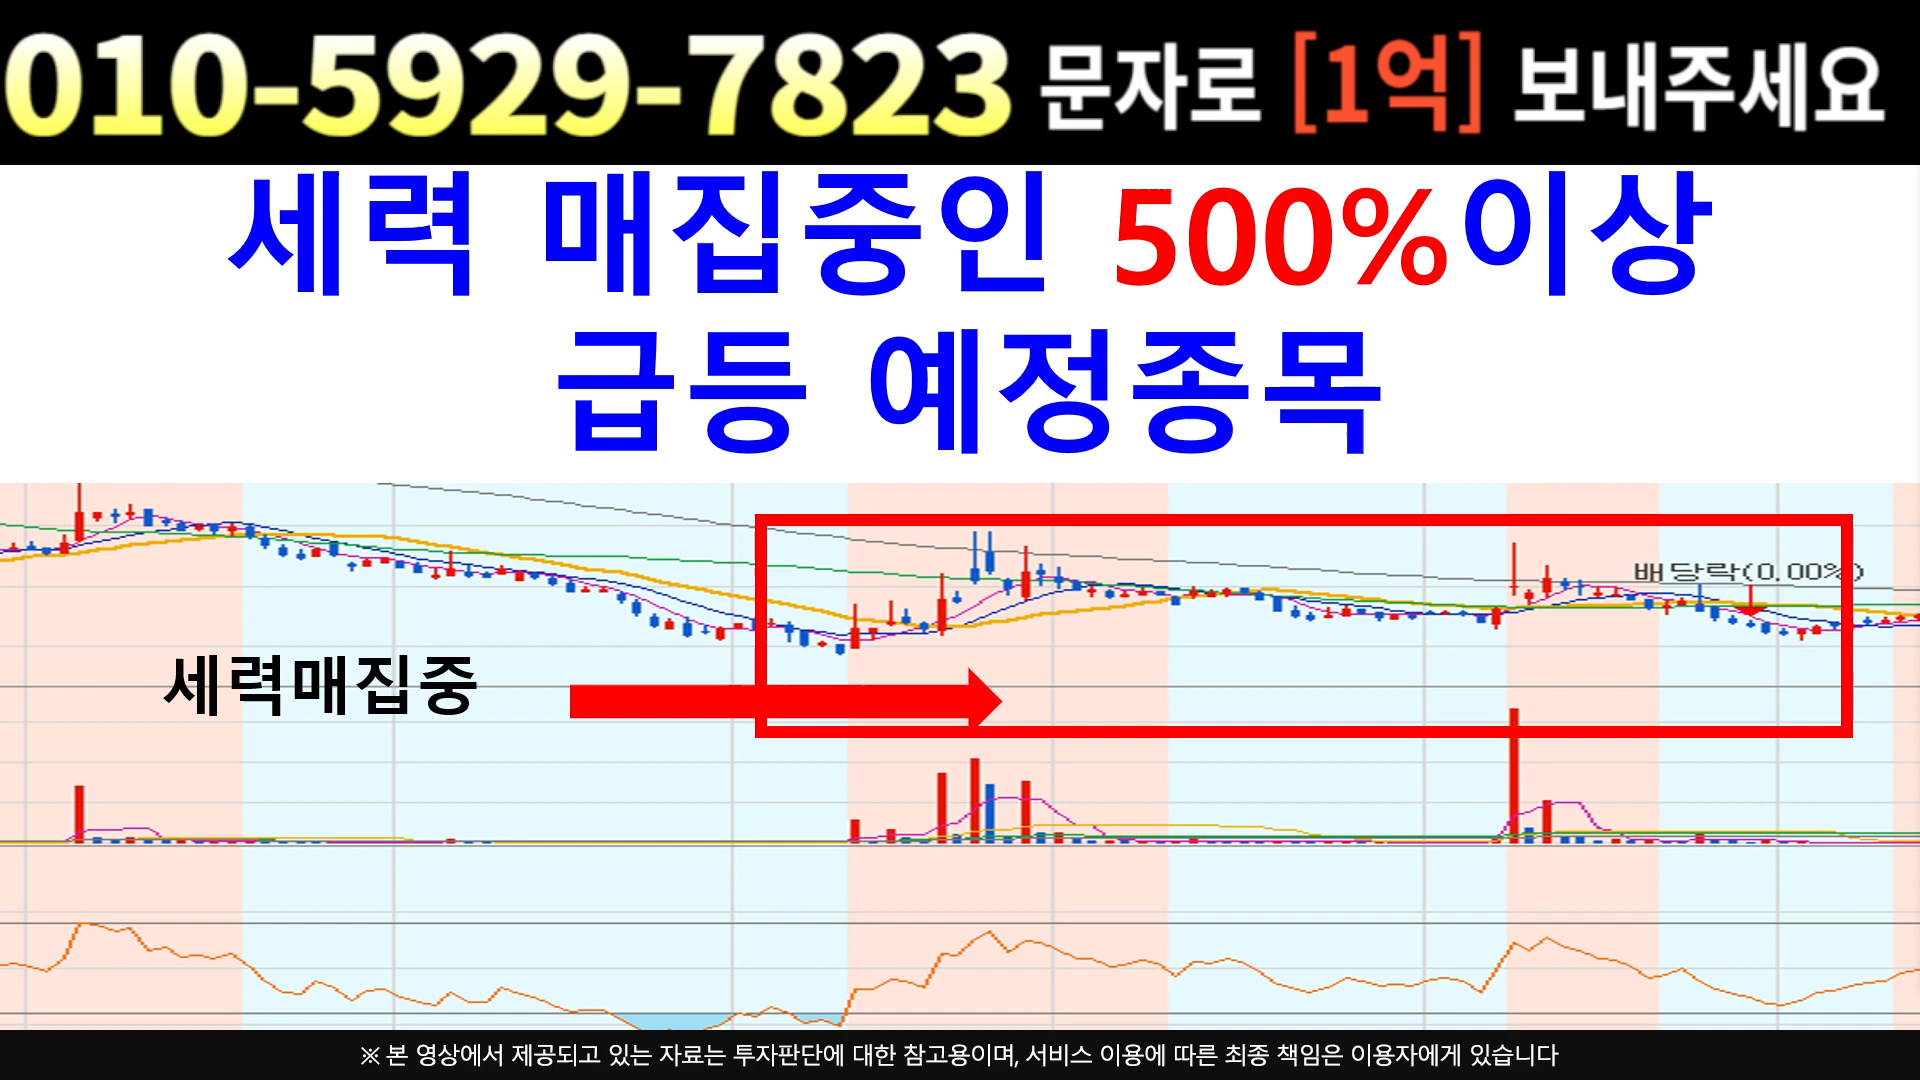 010-5929-7823 문자로 [1억] 보내주세요
세력 매집중인 500%이상
급등 예정종목
배당락(0.00%)
세력매집중
※ 본 영상에서 제공되고 있는 자료는 투자판단에 대한 참고용이며, 서비스 이용에 따른 최종 책임은 이용자에게 있습니다